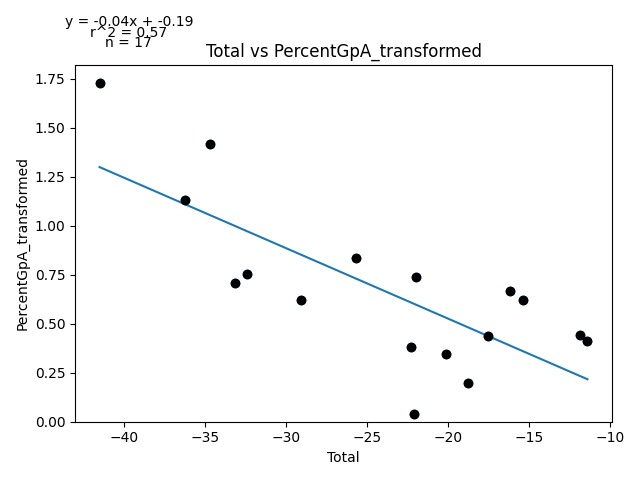 y = -0.04x + -0.19
r^2 = 0.57
n = 17
Total vs PercentGpA_transformed
1.75
1.50
1.25
1.00
0.75
0.50
0.25
0.00
PercentGpA_transformed
−40
−35
−30
−25
−20
−15
−10
Total